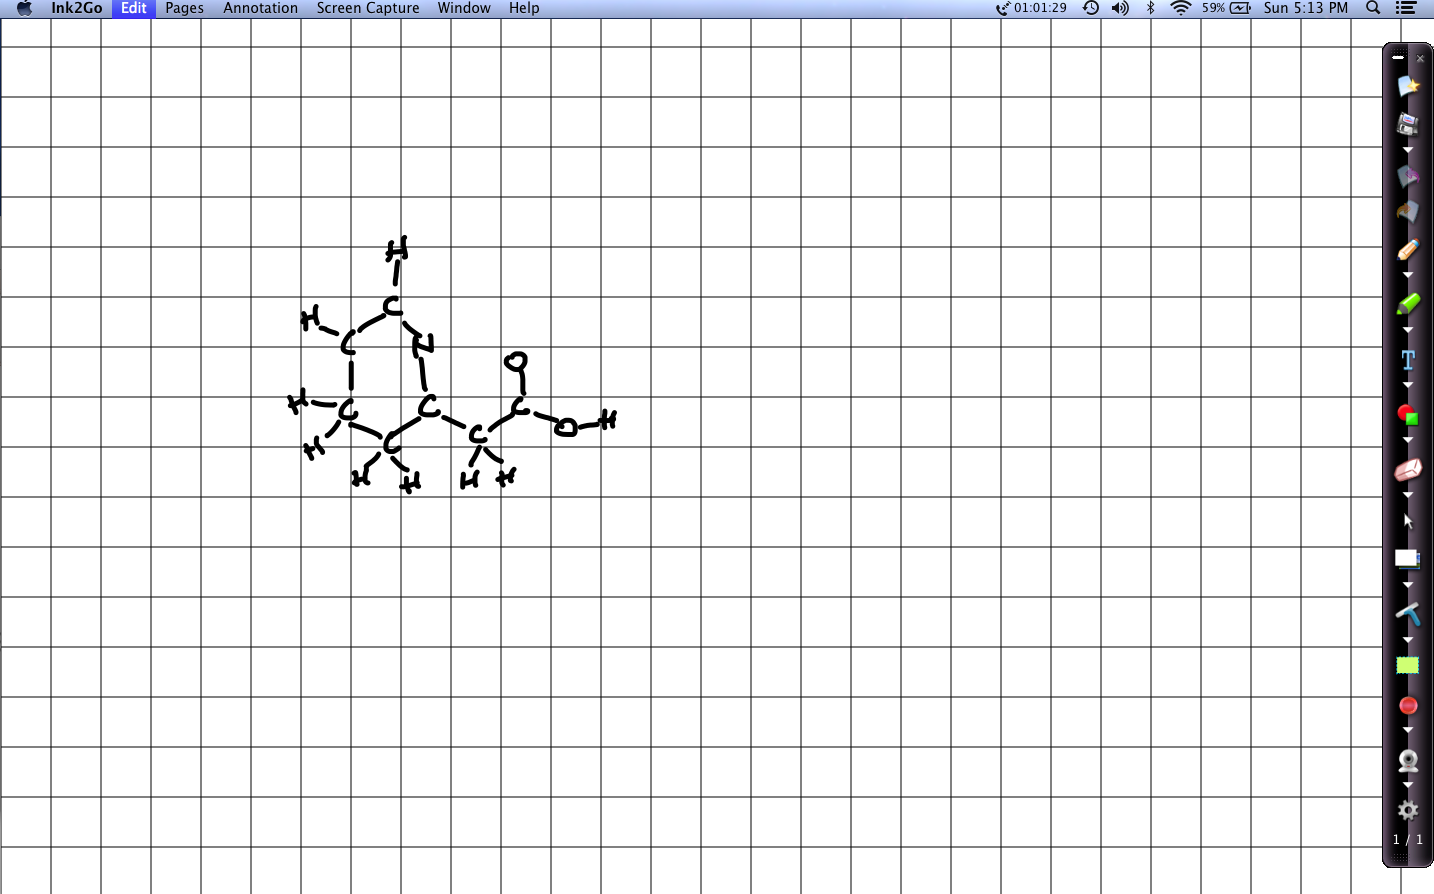 Ink2Go Edit Pages Annotation Screen Capture Window Help 01:01:29 59% Sun 5:13 PM
H
H C
C N
O
H C C C O H
H C C
H H H H
T
1 / 1